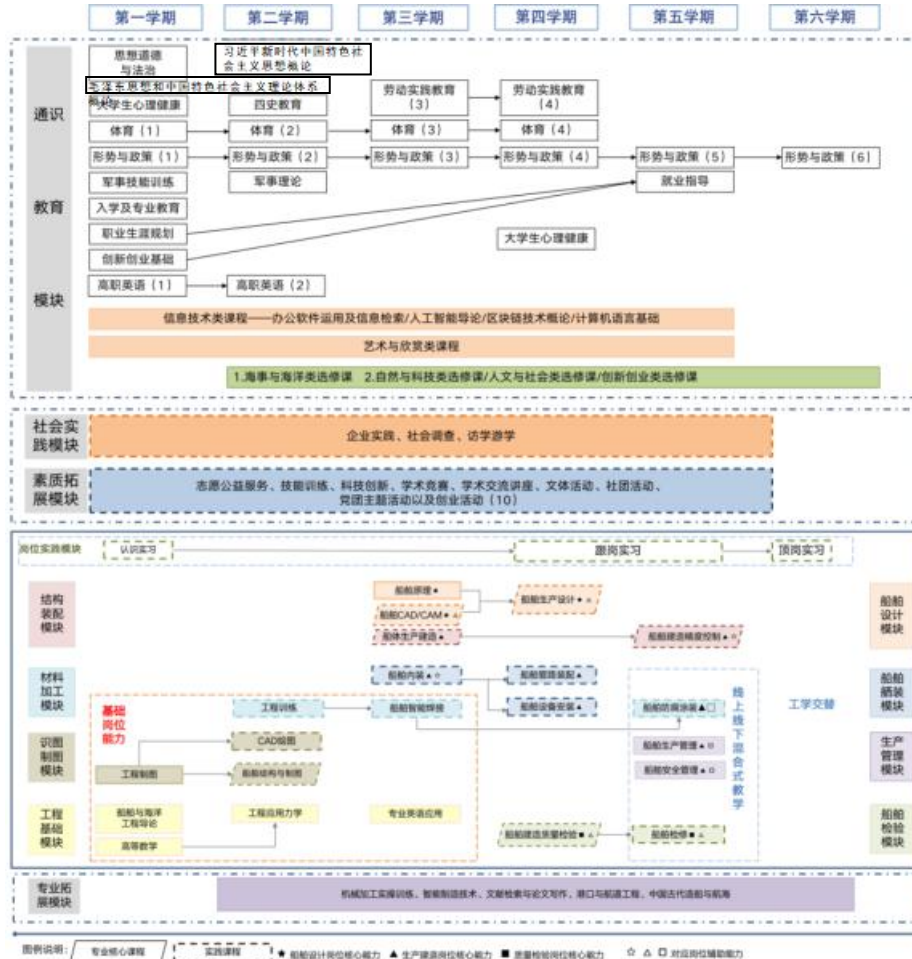 第一学期 第二学期 第三学期 第四学期 第五学期 第六学期
通识
教育
模块
思想道德
与法治
习近平新时代中国特色社
会主义思想概论
毛泽东思想和中国特色社会主义理论体系
大学生心理健康
四史教育
劳动实践教育
(3)
劳动实践教育
(4)
体育(1) 体育(2) 体育(3) 体育(4)
形势与政策(1) 形势与政策(2) 形势与政策(3) 形势与政策(4) 形势与政策(5) 形势与政策(6)
军事技能训练 军事理论 就业指导
入学及专业教育
职业生涯规划
大学生心理健康
创新创业基础
高职英语(1) 高职英语(2)
信息技术类课程——办公软件运用及信息检索/人工智能导论/区块链技术概论/计算机语言基础
艺术与欣赏类课程
1.海事与海洋类选修课 2.自然与科技类选修课/人文与社会类选修课/创新创业类选修课
社会实
践模块
企业实践、社会调查、访学游学
素质拓
展模块
志愿公益服务、技能训练、科技创新、学术竞赛、学术交流讲座、文体活动、社团活动、
党团主题活动以及创业活动(10)
岗位实践模块 认识实习 跟岗实习 顶岗实习
结构
装配
模块
船舶原理★
船舶CAD/CAM★
船舶生产设计★
船体生产建造▲
船舶建造精度控制▲
船舶
设计
模块
材料
加工
模块
船舶内装▲☆
船舶管路装配▲
船舶
舾装
模块
基础
岗位
能力
工程训练 船舶智能焊接 船舶设备安装▲ 船舶防腐涂装▲□
线上线下混合式教学
工学交替
识图
制图
模块
CAD绘图
工程制图
船舶结构与制图
船舶生产管理▲
船舶安全管理▲
生产
管理
模块
工程
基础
模块
船舶与海洋
工程导论
工程应用力学 专业英语应用
高等数学
船舶建造质量检验■△
船舶检修■△
船舶
检验
模块
专业拓
展模块
机械加工实操训练、智能制造技术、文献检索与论文写作、港口与航道工程、中国古代造船与航海
图例说明: 专业核心课程 实践课程 ★ 船舶设计岗位核心能力 ▲ 生产建造岗位核心能力 ■ 质量检验岗位核心能力 ☆ △ □ 对应岗位辅助能力